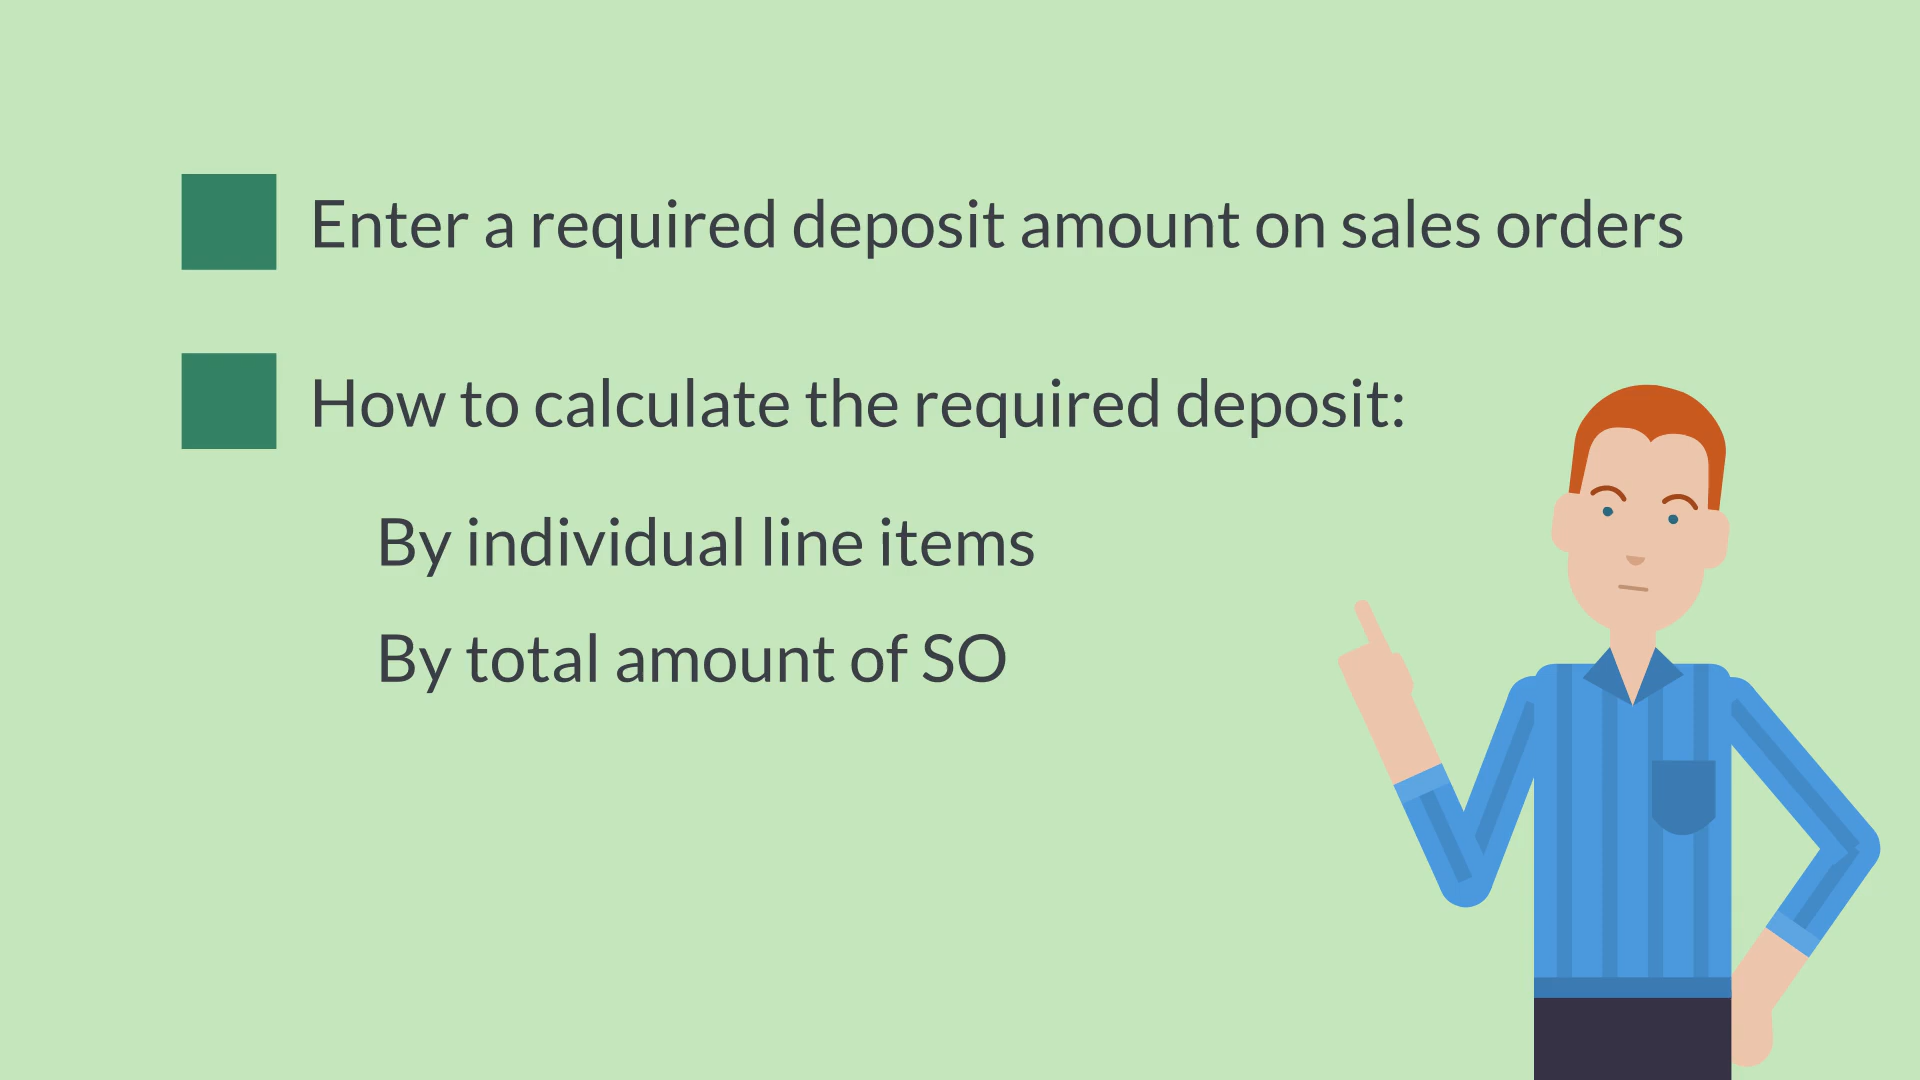 Enter a required deposit amount on sales orders
How to calculate the required deposit:
By individual line items
By total amount of SO